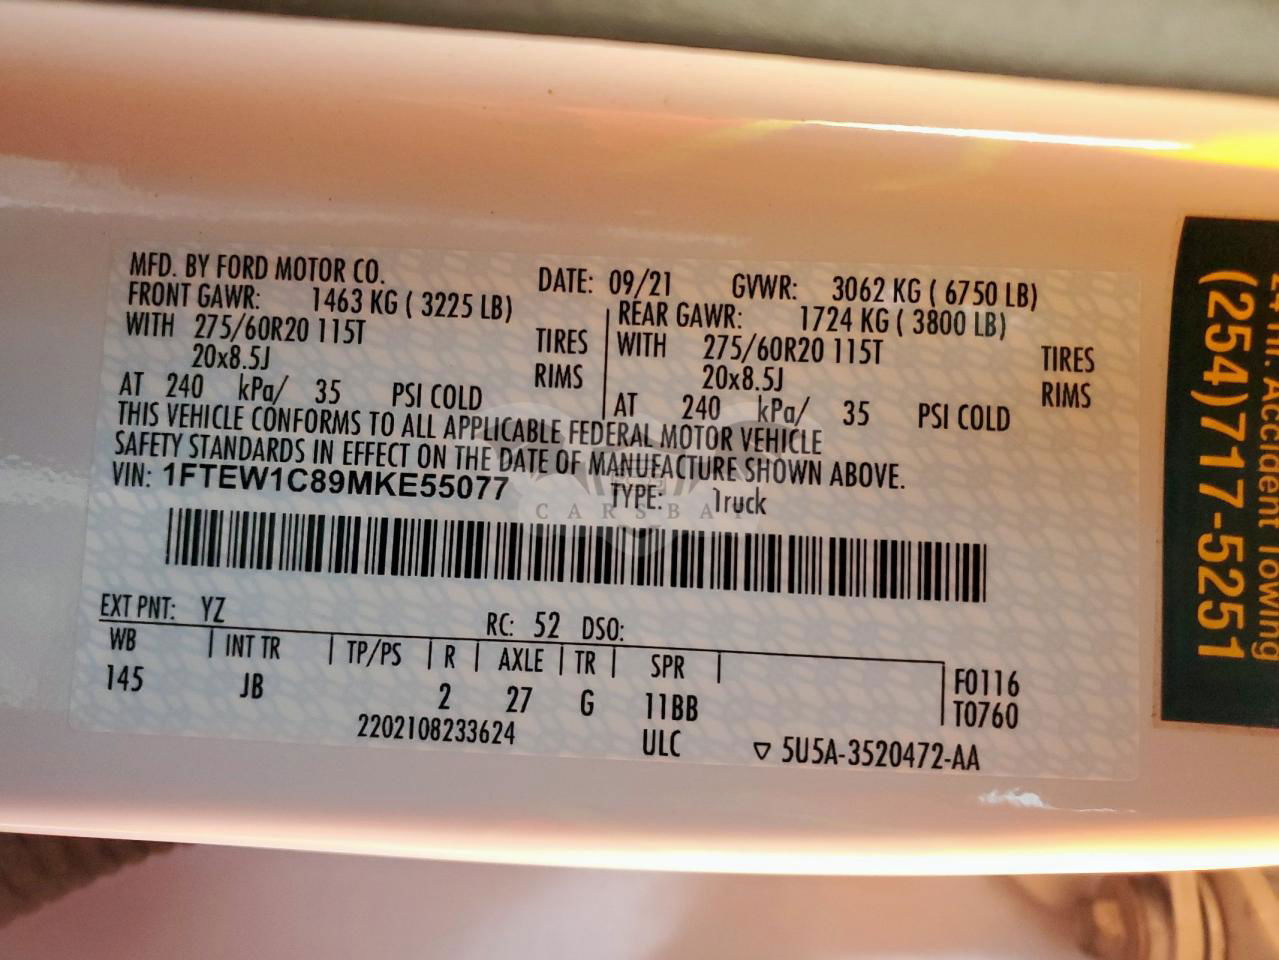 MFD. BY FORD MOTOR CO. DATE: 09/21 GVWR: 3062 KG ( 6750 LB)
FRONT GAWR: 1463 KG ( 3225 LB) REAR GAWR: 1724 KG ( 3800 LB)
WITH 275/60R20 115T TIRES WITH 275/60R20 115T TIRES
20x8.5J RIMS 20x8.5J RIMS
AT 240 kPa/ 35 PSI COLD AT 240 kPa/ 35 PSI COLD
THIS VEHICLE CONFORMS TO ALL APPLICABLE FEDERAL MOTOR VEHICLE
SAFETY STANDARDS IN EFFECT ON THE DATE OF MANUFACTURE SHOWN ABOVE.
VIN: 1FTEW1C89MKE55077 TYPE: Truck
CARSBAY
EXT PNT: YZ RC: 52 DSO:
WB INT TR TP/PS R AXLE TR SPR
145 JB 2 27 G 11BB
F0116
T0760
2202108233624 ULC ▽ 5U5A-3520472-AA
Hr. Accident Towing
(254)717-5251